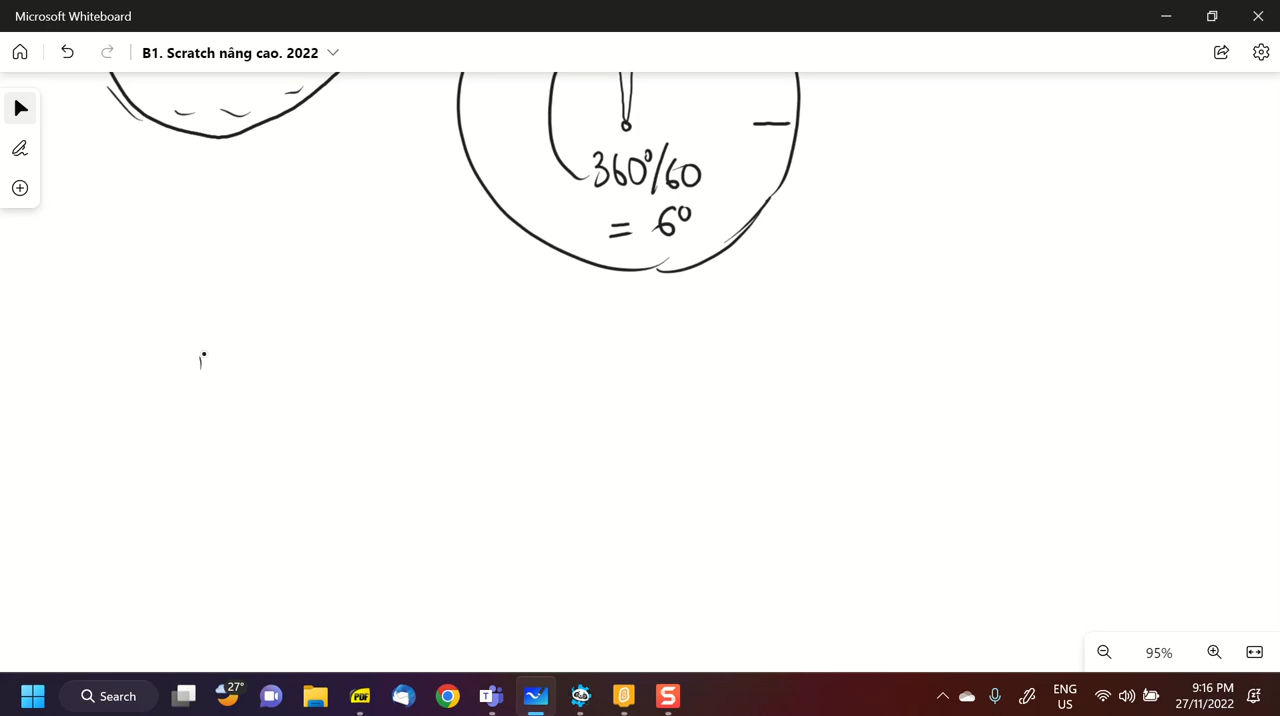 Microsoft Whiteboard
B1. Scratch nâng cao. 2022
360°/60
= 6°
95%
Search
27°
PDF
ENG
US
9:16 PM
27/11/2022